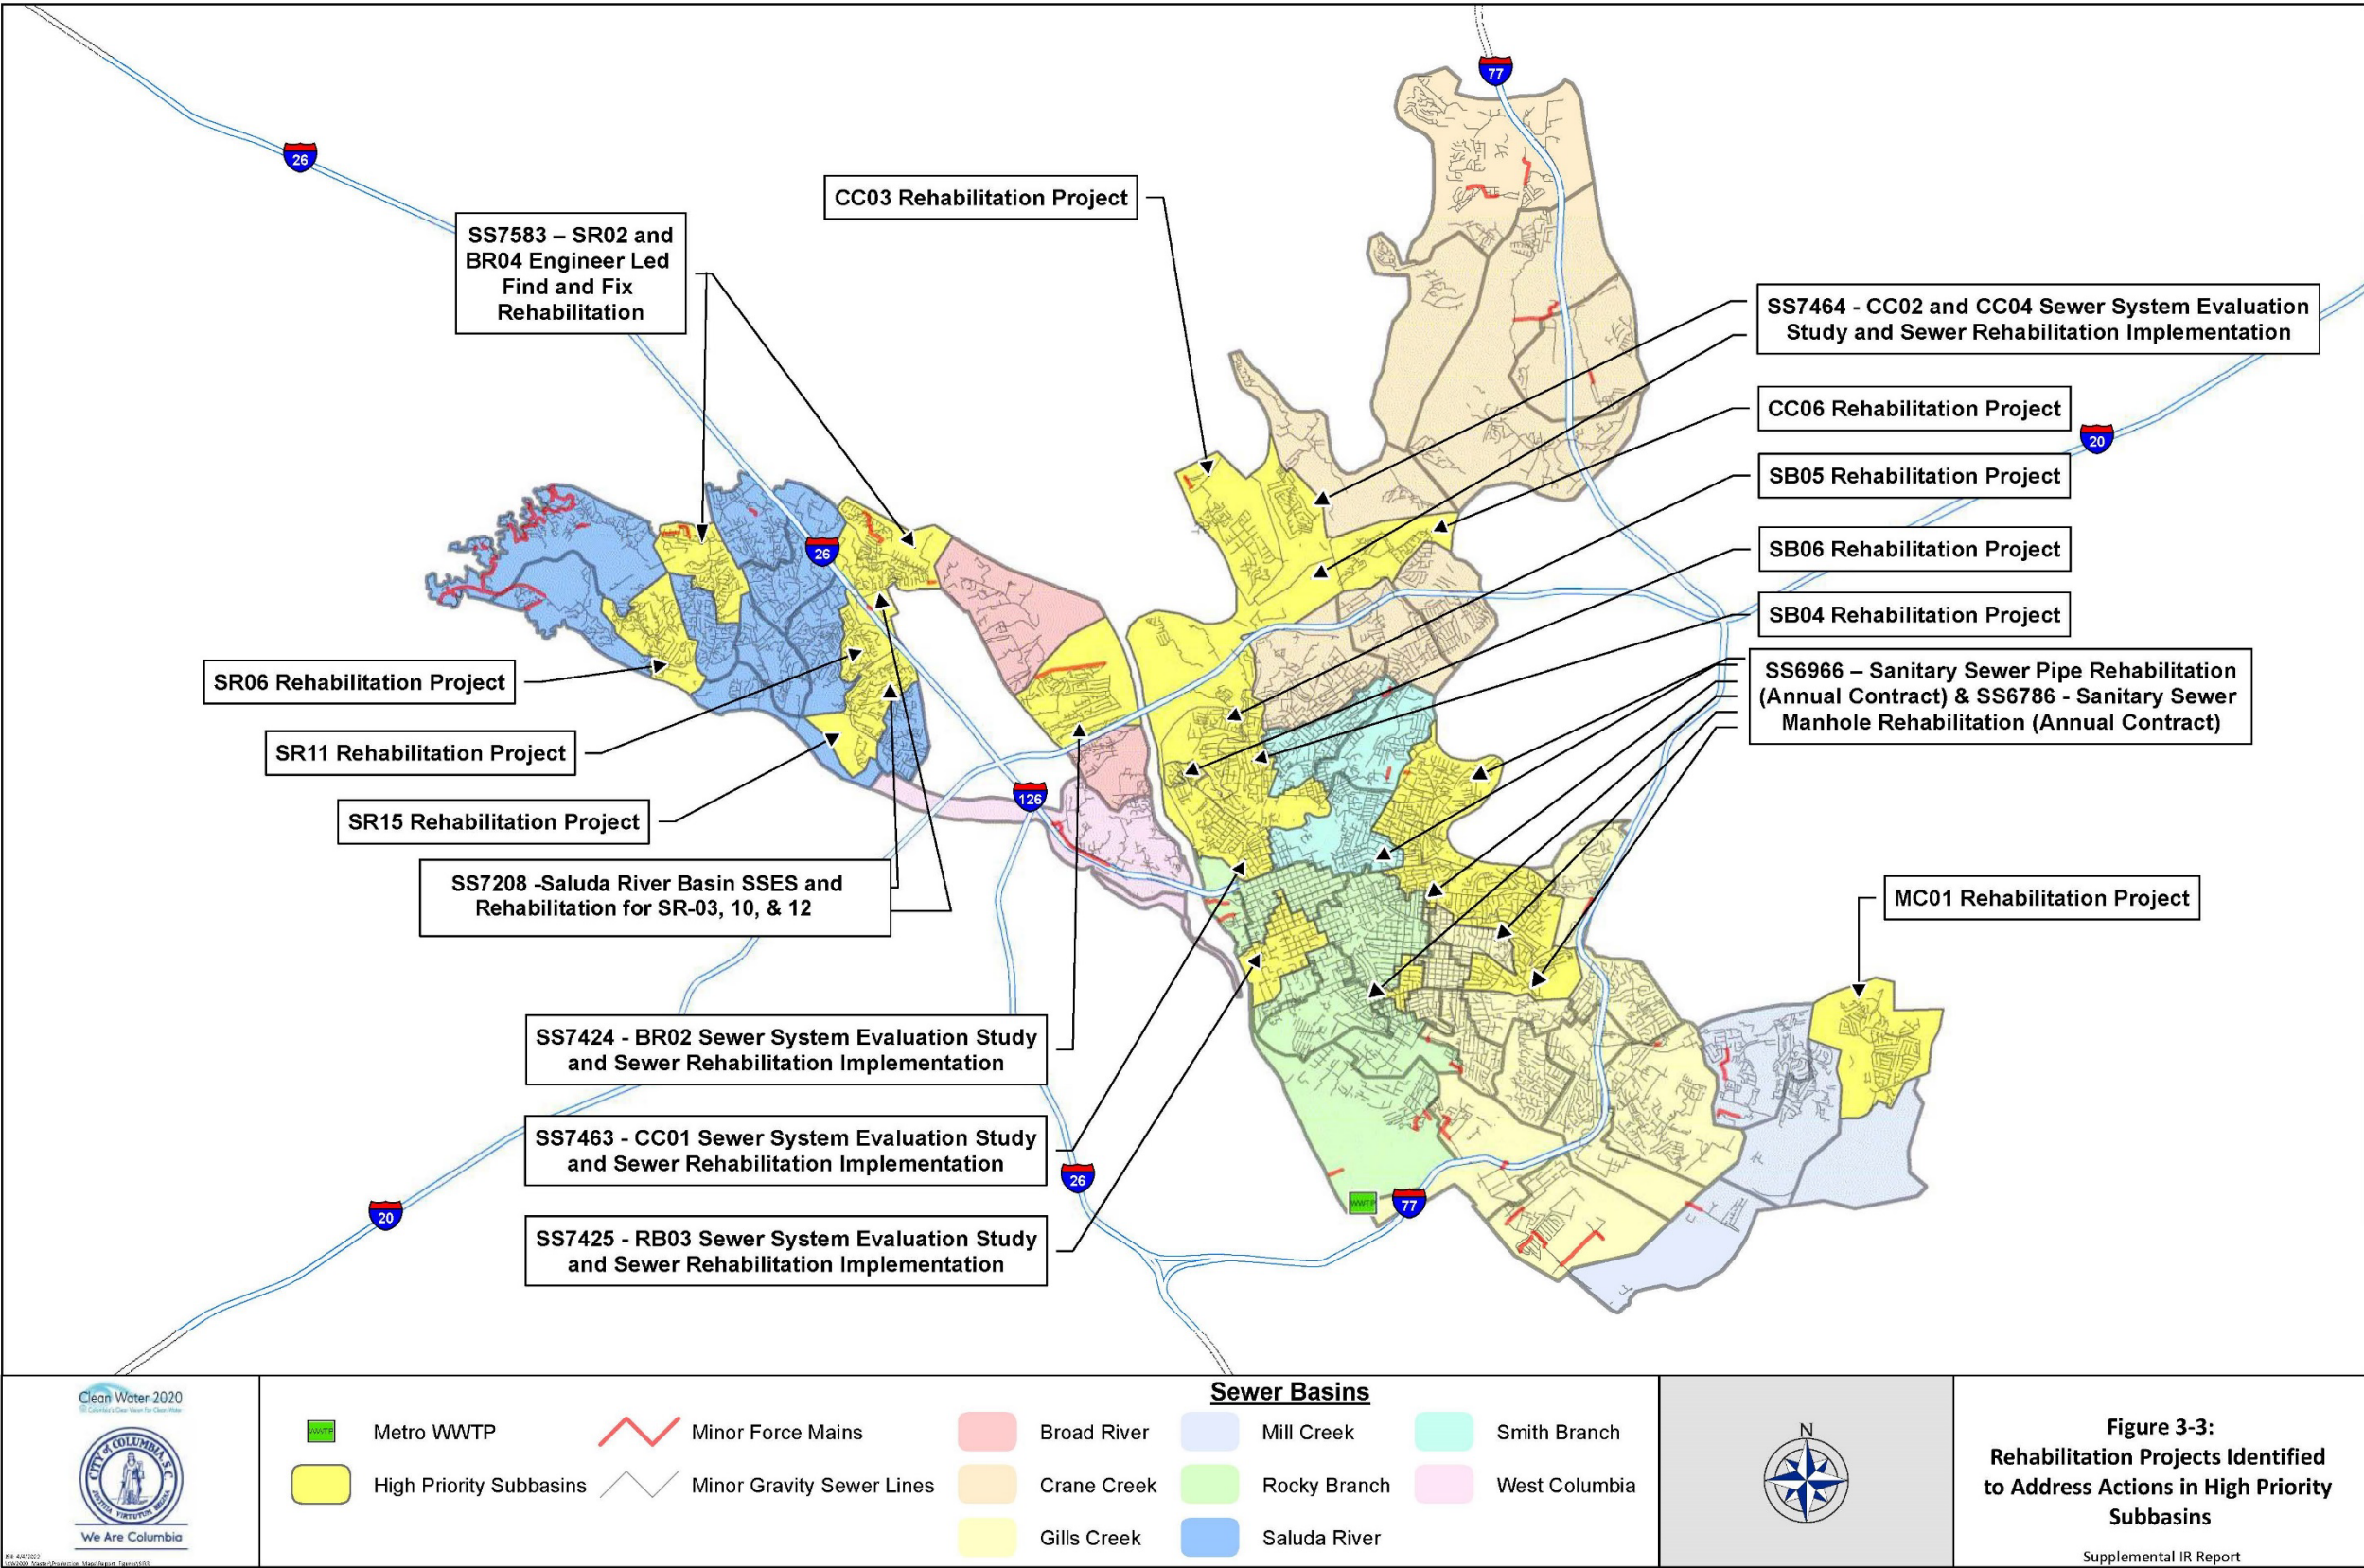 77
26
CC03 Rehabilitation Project
SS7583 – SR02 and
BR04 Engineer Led
Find and Fix
Rehabilitation
SS7464 - CC02 and CC04 Sewer System Evaluation
Study and Sewer Rehabilitation Implementation
CC06 Rehabilitation Project
20
SB05 Rehabilitation Project
SB06 Rehabilitation Project
26
SB04 Rehabilitation Project
SS6966 – Sanitary Sewer Pipe Rehabilitation
(Annual Contract) & SS6786 - Sanitary Sewer
Manhole Rehabilitation (Annual Contract)
SR06 Rehabilitation Project
SR11 Rehabilitation Project
126
SR15 Rehabilitation Project
SS7208 -Saluda River Basin SSES and
Rehabilitation for SR-03, 10, & 12
MC01 Rehabilitation Project
SS7424 - BR02 Sewer System Evaluation Study
and Sewer Rehabilitation Implementation
SS7463 - CC01 Sewer System Evaluation Study
and Sewer Rehabilitation Implementation
26
20
WWTP
77
SS7425 - RB03 Sewer System Evaluation Study
and Sewer Rehabilitation Implementation
Clean Water 2020
CITY of COLUMBIA, S.C.
We Are Columbia
Sewer Basins
WWTP
Metro WWTP
Minor Force Mains
Broad River
Mill Creek
Smith Branch
High Priority Subbasins
Minor Gravity Sewer Lines
Crane Creek
Rocky Branch
West Columbia
Gills Creek
Saluda River
N
Figure 3-3:
Rehabilitation Projects Identified
to Address Actions in High Priority
Subbasins
Supplemental IR Report